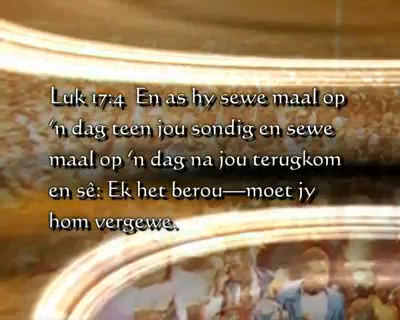 Luk 17:4 En as hy sewe maal op
'n dag teen jou sondig en sewe
maal op 'n dag na jou terugkom
en sê: Ek het berou—moet jy
hom vergewe.